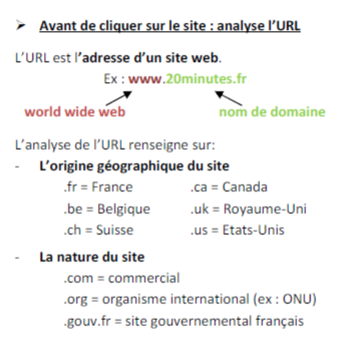 ➤ Avant de cliquer sur le site : analyse l’URL
L’URL est l’adresse d’un site web.
Ex : www.20minutes.fr
world wide web nom de domaine
L’analyse de l’URL renseigne sur:
- L’origine géographique du site
.fr = France .ca = Canada
.be = Belgique .uk = Royaume-Uni
.ch = Suisse .us = Etats-Unis
- La nature du site
.com = commercial
.org = organisme international (ex : ONU)
.gouv.fr = site gouvernemental français